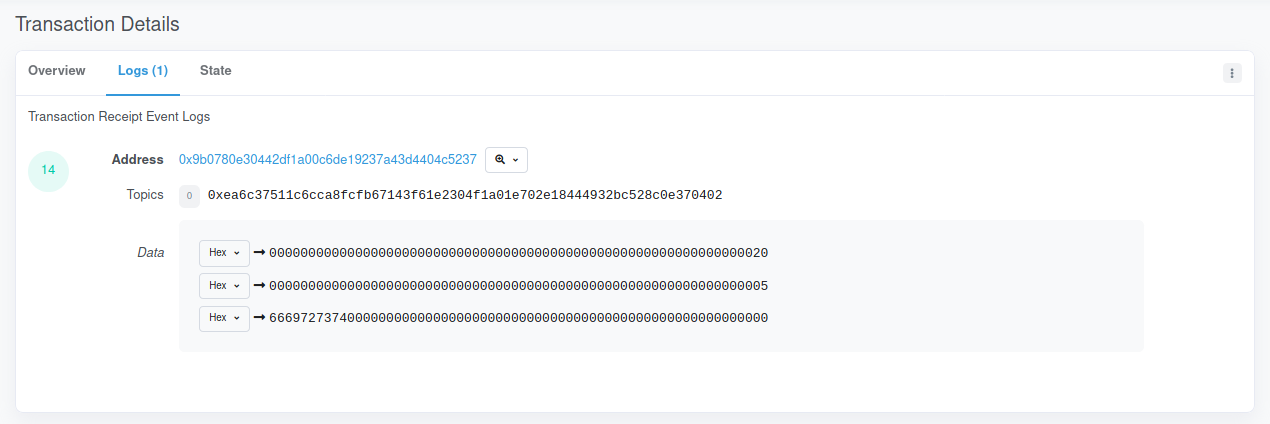 Transaction Details
Overview Logs (1) State
Transaction Receipt Event Logs
14 Address 0x9b0780e30442df1a00c6de19237a43d4404c5237
Topics 0 0xea6c37511c6cca8fcfb67143f61e2304f1a01e702e18444932bc528c0e370402
Data Hex → 0000000000000000000000000000000000000000000000000000000000000020
Hex → 0000000000000000000000000000000000000000000000000000000000000005
Hex → 6669727374000000000000000000000000000000000000000000000000000000